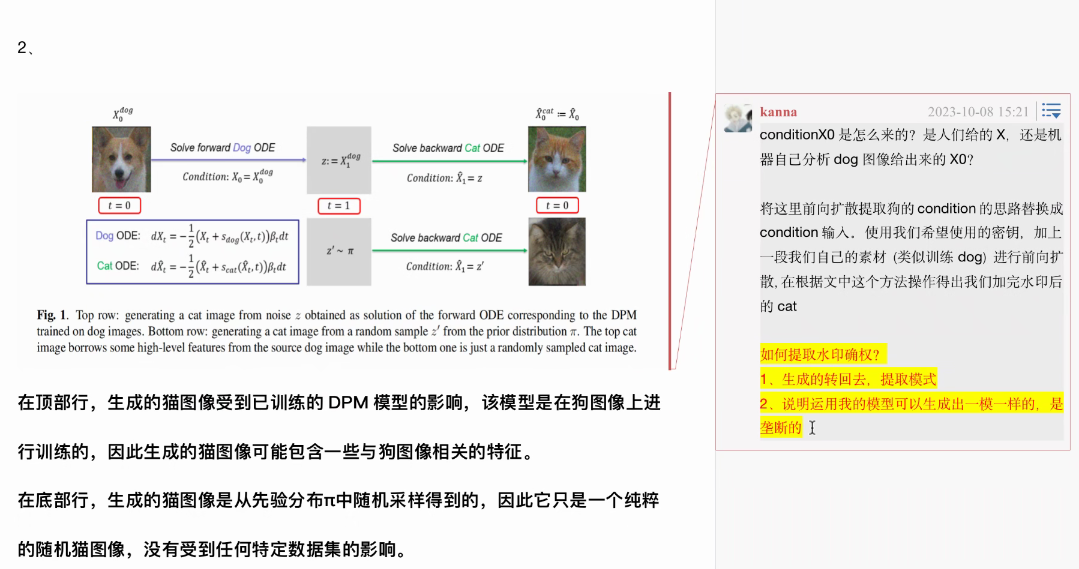 2、
X_0^{dog}
Solve forward Dog ODE
Condition: X_0 = X_0^{dog}
z: = X_1^{dog}
Solve backward Cat ODE
Condition: X̂_1 = z
X̂_0^{cat} ≔ X̂_0
t = 0
t = 1
t = 0
Dog ODE: dX_t = −\frac{1}{2}(X_t + s_{dog}(X_t, t))β_t dt
Cat ODE: dX̂_t = −\frac{1}{2}(X̂_t + s_{cat}(X̂_t, t))β_t dt
z′ ~ π
Solve backward Cat ODE
Condition: X̂_1 = z′
Fig. 1. Top row: generating a cat image from noise z obtained as solution of the forward ODE corresponding to the DPM
trained on dog images. Bottom row: generating a cat image from a random sample z′ from the prior distribution π. The top cat
image borrows some high-level features from the source dog image while the bottom one is just a randomly sampled cat image.
在顶部行，生成的猫图像受到已训练的 DPM 模型的影响，该模型是在狗图像上进
行训练的，因此生成的猫图像可能包含一些与狗图像相关的特征。
在底部行，生成的猫图像是从先验分布π中随机采样得到的，因此它只是一个纯粹
的随机猫图像，没有受到任何特定数据集的影响。
kanna 2023-10-08 15:21
conditionX0 是怎么来的？是人们给的 X，还是机
器自己分析 dog 图像给出来的 X0？
将这里前向扩散提取狗的 condition 的思路替换成
condition 输入。使用我们希望使用的密钥，加上
一段我们自己的素材 (类似训练 dog) 进行前向扩
散, 在根据文中这个方法操作得出我们加完水印后
的 cat
如何提取水印确权？
1、生成的转回去，提取模式
2、说明运用我的模型可以生成出一模一样的，是
垄断的